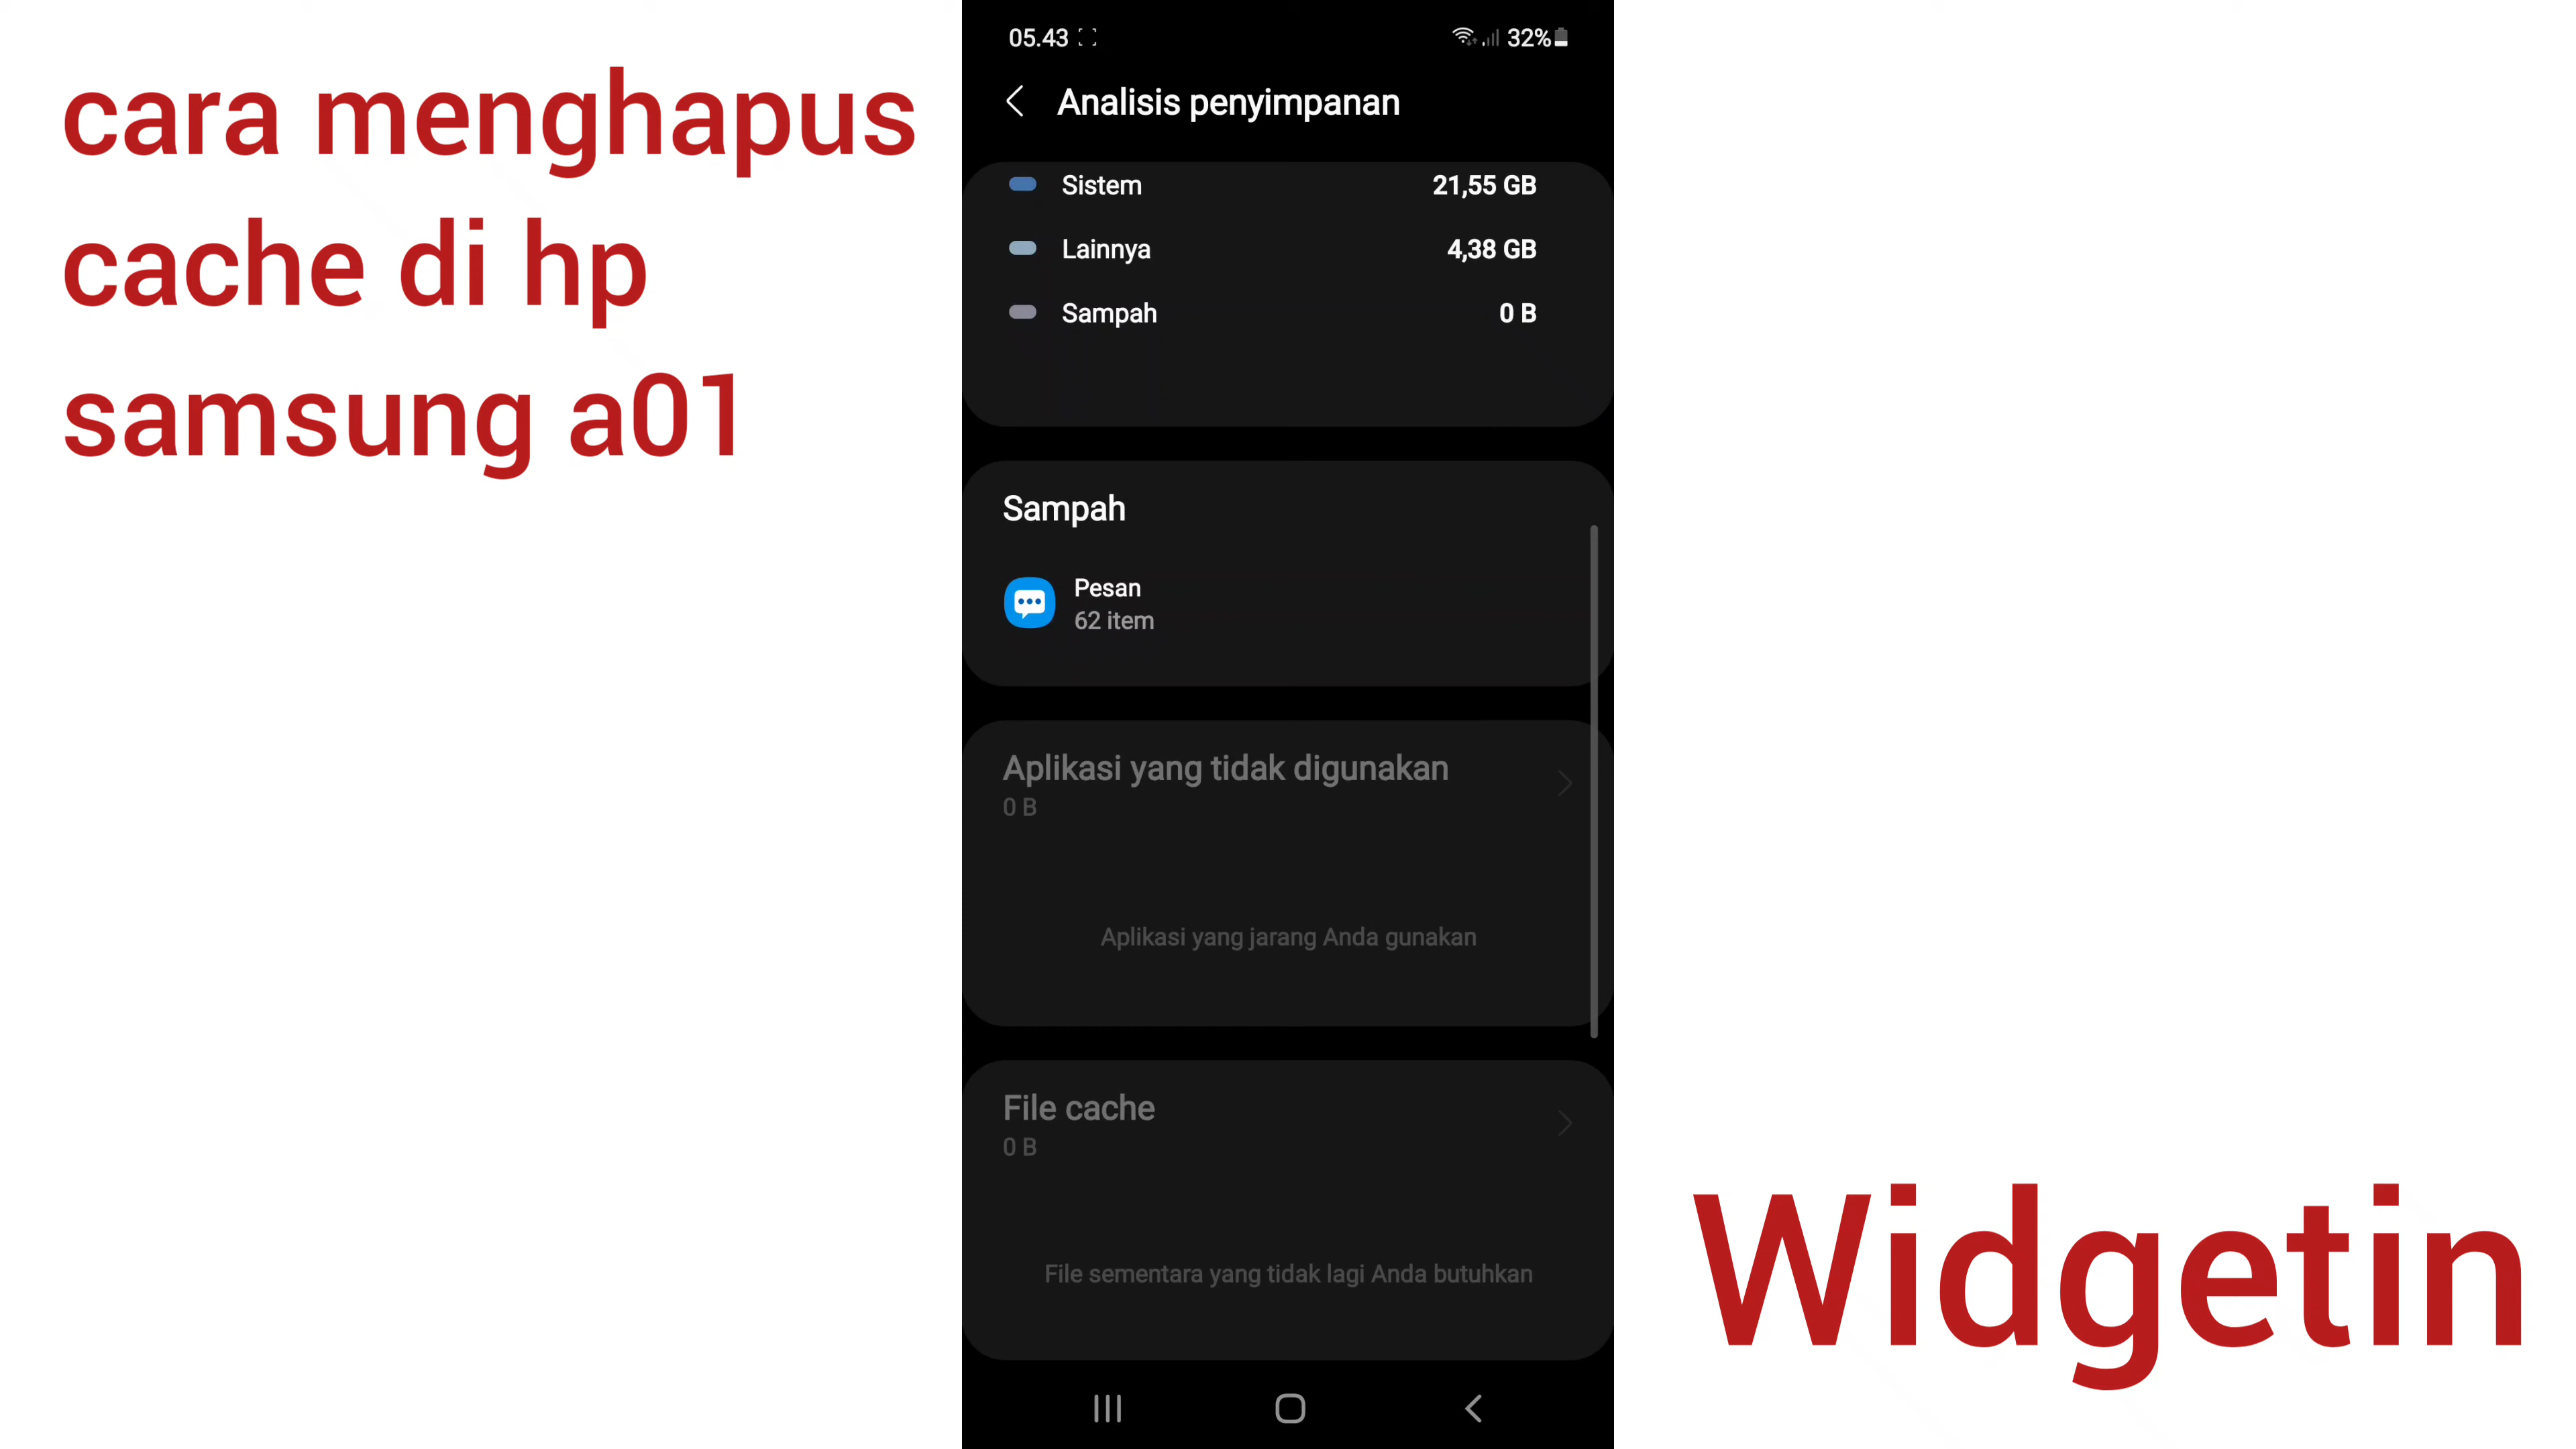 cara menghapus
cache di hp
samsung a01
05.43 32%
Analisis penyimpanan
Sistem 21,55 GB
Lainnya 4,38 GB
Sampah 0 B
Sampah
Pesan
62 item
Aplikasi yang tidak digunakan
0 B
Aplikasi yang jarang Anda gunakan
File cache
0 B
File sementara yang tidak lagi Anda butuhkan
Widgetin